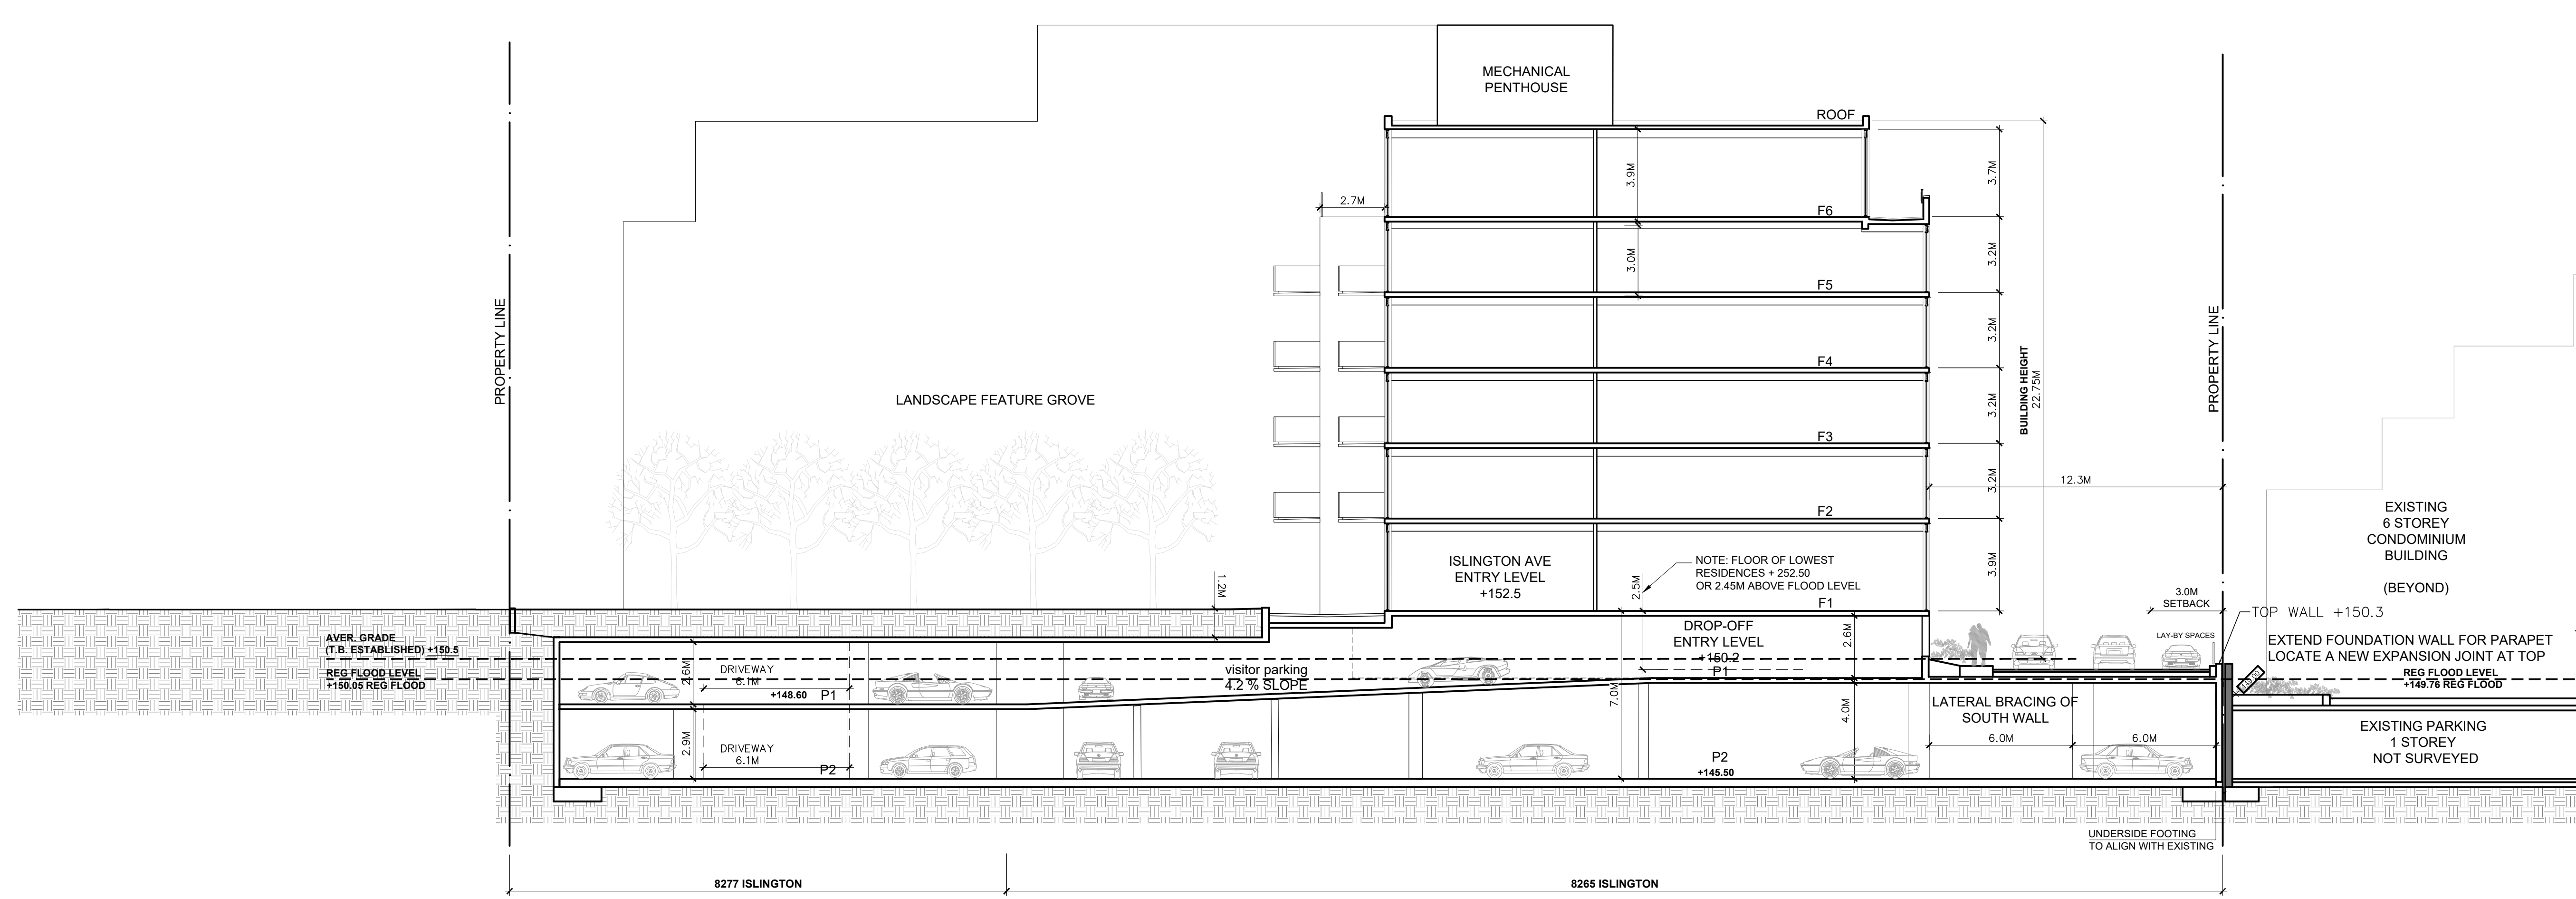 MECHANICAL
PENTHOUSE
ROOF
3.9M
3.7M
2.7M
F6
3.0M
3.2M
F5
PROPERTY LINE
PROPERTY LINE
3.2M
F4
BUILDING HEIGHT
22.75M
LANDSCAPE FEATURE GROVE
3.2M
F3
3.2M
12.3M
F2
EXISTING
6 STOREY
CONDOMINIUM
BUILDING
(BEYOND)
ISLINGTON AVE
ENTRY LEVEL
+152.5
2.5M
NOTE: FLOOR OF LOWEST
RESIDENCES + 252.50
OR 2.45M ABOVE FLOOD LEVEL
3.9M
1.2M
F1
3.0M
SETBACK
TOP WALL +150.3
DROP-OFF
ENTRY LEVEL
+150.2
P1
2.6M
LAY-BY SPACES
EXTEND FOUNDATION WALL FOR PARAPET
LOCATE A NEW EXPANSION JOINT AT TOP
AVER. GRADE
(T.B. ESTABLISHED) +150.5
REG FLOOD LEVEL
+150.05 REG FLOOD
2.6M
DRIVEWAY
6.1M
+148.60
P1
visitor parking
4.2 % SLOPE
REG FLOOD LEVEL
+149.76 REG FLOOD
7.0M
4.0M
LATERAL BRACING OF
SOUTH WALL
6.0M
6.0M
EXISTING PARKING
1 STOREY
NOT SURVEYED
2.9M
DRIVEWAY
6.1M
P2
P2
+145.50
UNDERSIDE FOOTING
TO ALIGN WITH EXISTING
8277 ISLINGTON
8265 ISLINGTON